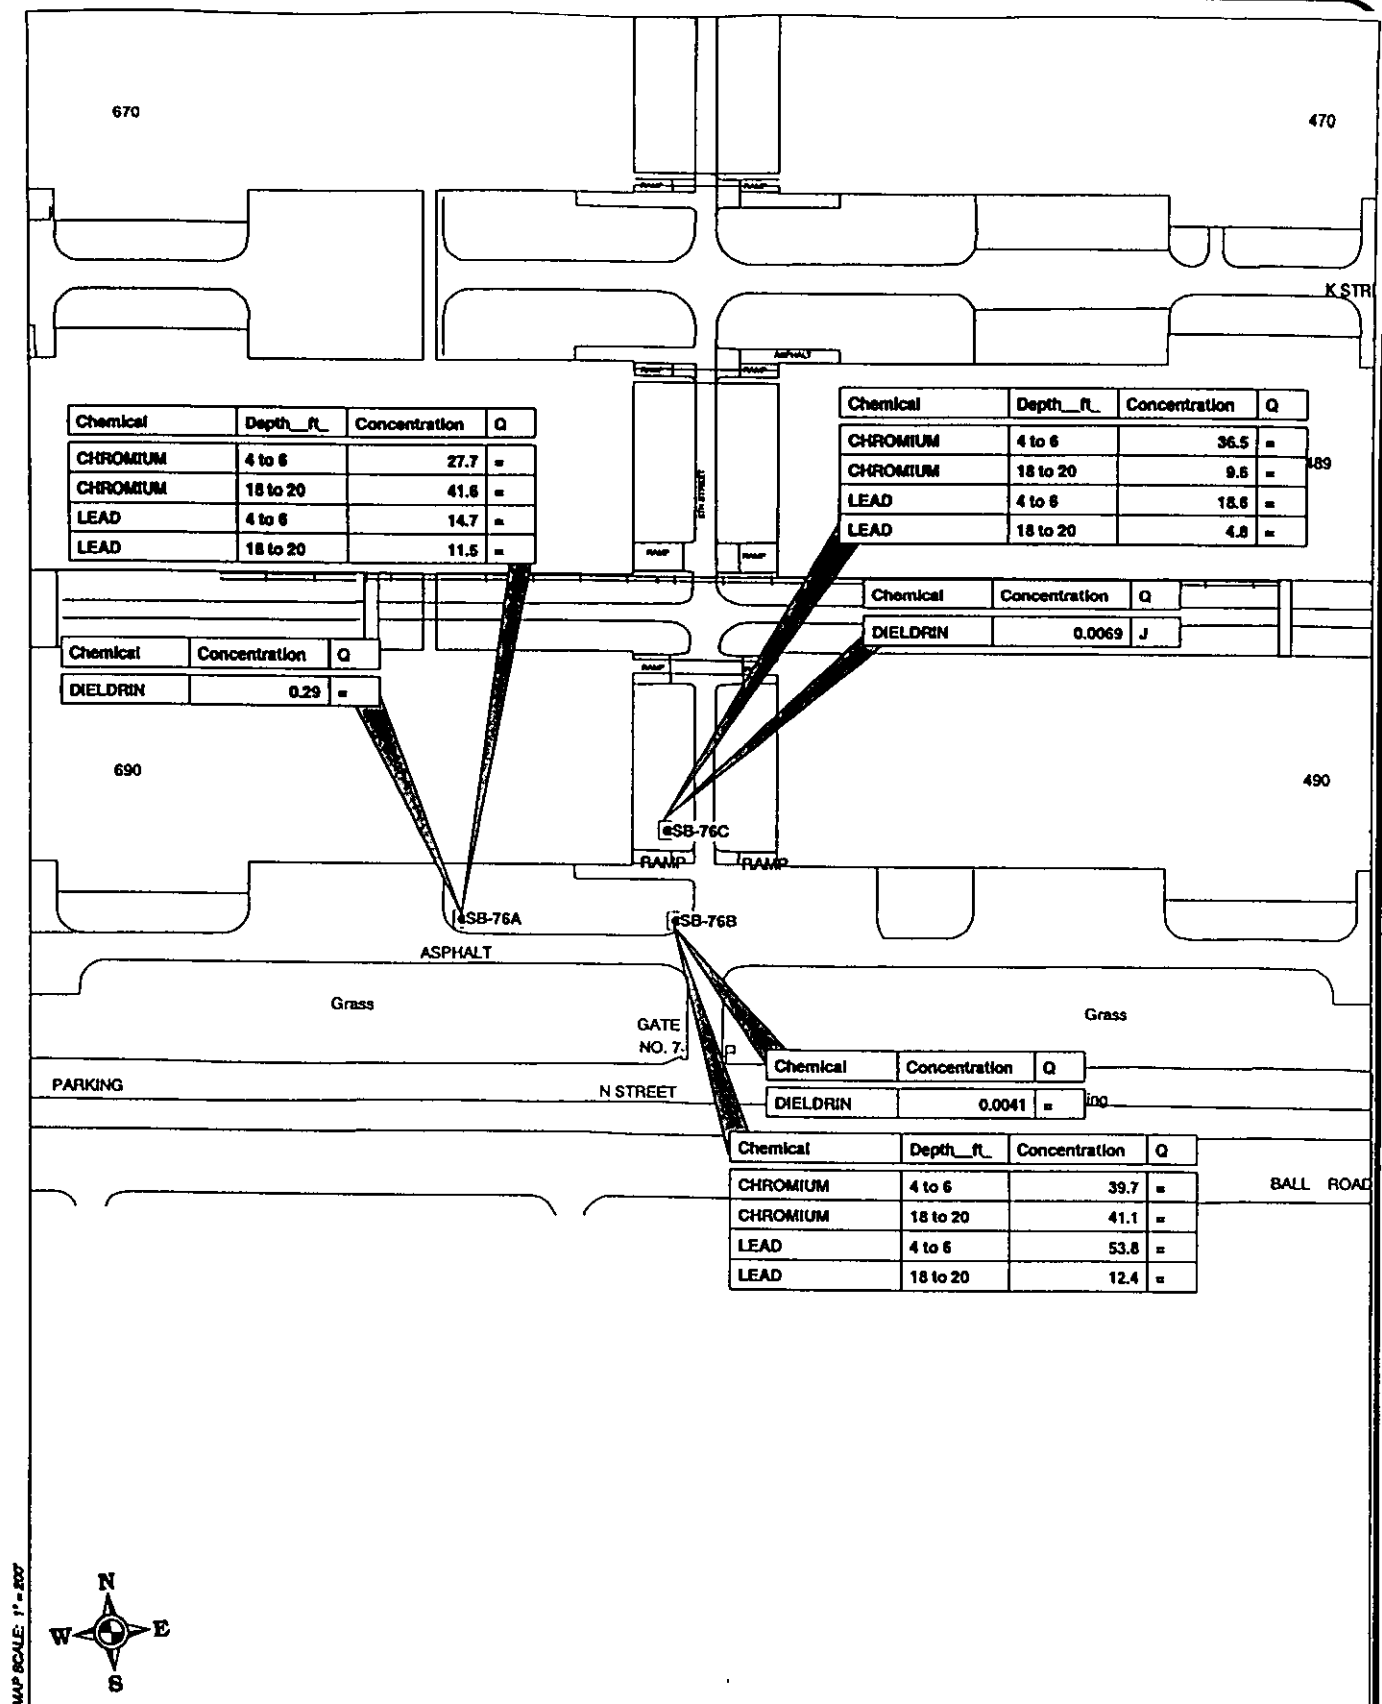 670
470
RAMP RAMP
K STR
ASPHALT
RAMP RAMP
Chemical Depth__ft_ Concentration Q
CHROMIUM 4 to 6 27.7 =
CHROMIUM 18 to 20 41.6 =
LEAD 4 to 6 14.7 =
LEAD 18 to 20 11.5 =
Chemical Depth__ft_ Concentration Q
CHROMIUM 4 to 6 36.5 =
CHROMIUM 18 to 20 9.6 =
LEAD 4 to 6 18.6 =
LEAD 18 to 20 4.8 =
489
RAMP RAMP
Chemical Concentration Q
DIELDRIN 0.0069 J
Chemical Concentration Q
DIELDRIN 0.29 =
RAMP
690
490
SB-76C
RAMP RAMP
SB-76A
SB-76B
ASPHALT
Grass
Grass
GATE
NO. 7
PARKING
N STREET
Chemical Concentration Q
DIELDRIN 0.0041 =
ing
Chemical Depth__ft_ Concentration Q
CHROMIUM 4 to 6 39.7 =
CHROMIUM 18 to 20 41.1 =
LEAD 4 to 6 53.8 =
LEAD 18 to 20 12.4 =
BALL ROAD
MAP SCALE: 1" = 200'
N
W E
S